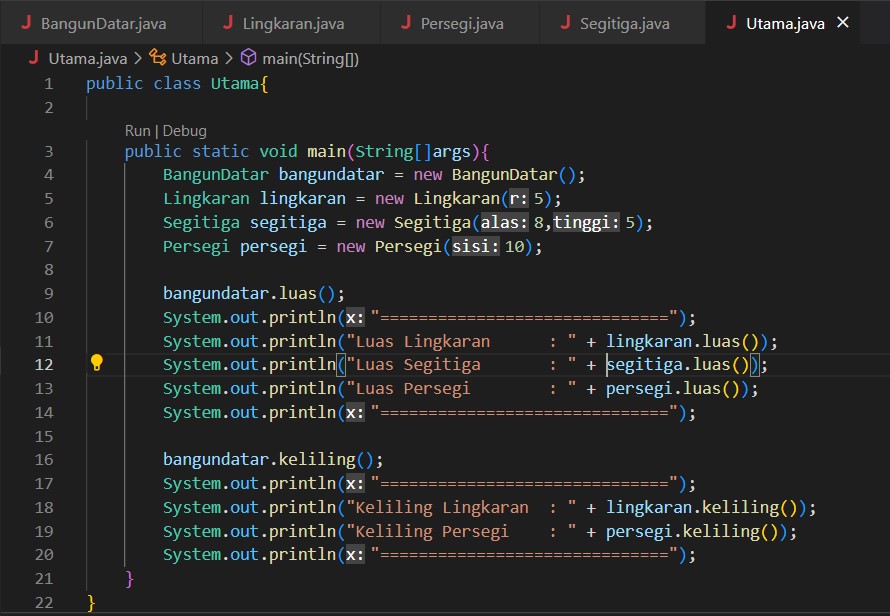 BangunDatar.java Lingkaran.java Persegi.java Segitiga.java Utama.java ×
Utama.java > Utama > main(String[])
1 public class Utama{
2
Run | Debug
3 public static void main(String[]args){
4 BangunDatar bangundatar = new BangunDatar();
5 Lingkaran lingkaran = new Lingkaran(r: 5);
6 Segitiga segitiga = new Segitiga(alas: 8,tinggi: 5);
7 Persegi persegi = new Persegi(sisi: 10);
8
9 bangundatar.luas();
10 System.out.println(x: "==============================");
11 System.out.println("Luas Lingkaran      : " + lingkaran.luas());
12 System.out.println("Luas Segitiga       : " + segitiga.luas());
13 System.out.println("Luas Persegi        : " + persegi.luas());
14 System.out.println(x: "==============================");
15
16 bangundatar.keliling();
17 System.out.println(x: "==============================");
18 System.out.println("Keliling Lingkaran  : " + lingkaran.keliling());
19 System.out.println("Keliling Persegi    : " + persegi.keliling());
20 System.out.println(x: "==============================");
21 }
22 }